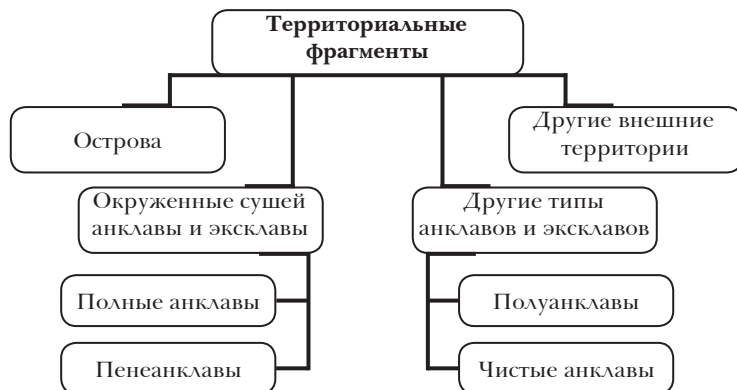 Территориальные
фрагменты
Острова
Другие внешние
территории
Окруженные сушей
анклавы и эксклавы
Другие типы
анклавов и эксклавов
Полные анклавы
Полуанклавы
Пенеанклавы
Чистые анклавы